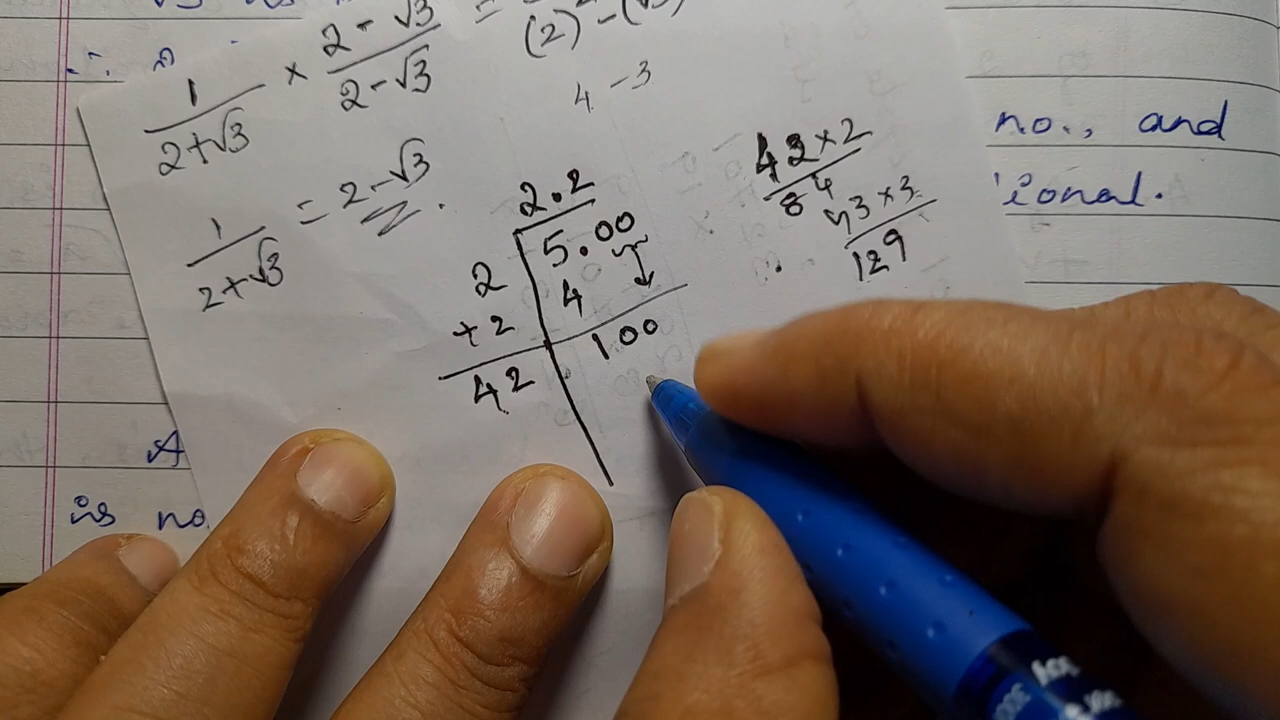 1/(2+√3) × (2-√3)/(2-√3) =
(2)² - (√3)
4 - 3
1/(2+√3) = 2-√3
2.2
2 5.00
+2 4
42 100
42×2
84
43×3
129
no., and
ional.
is no